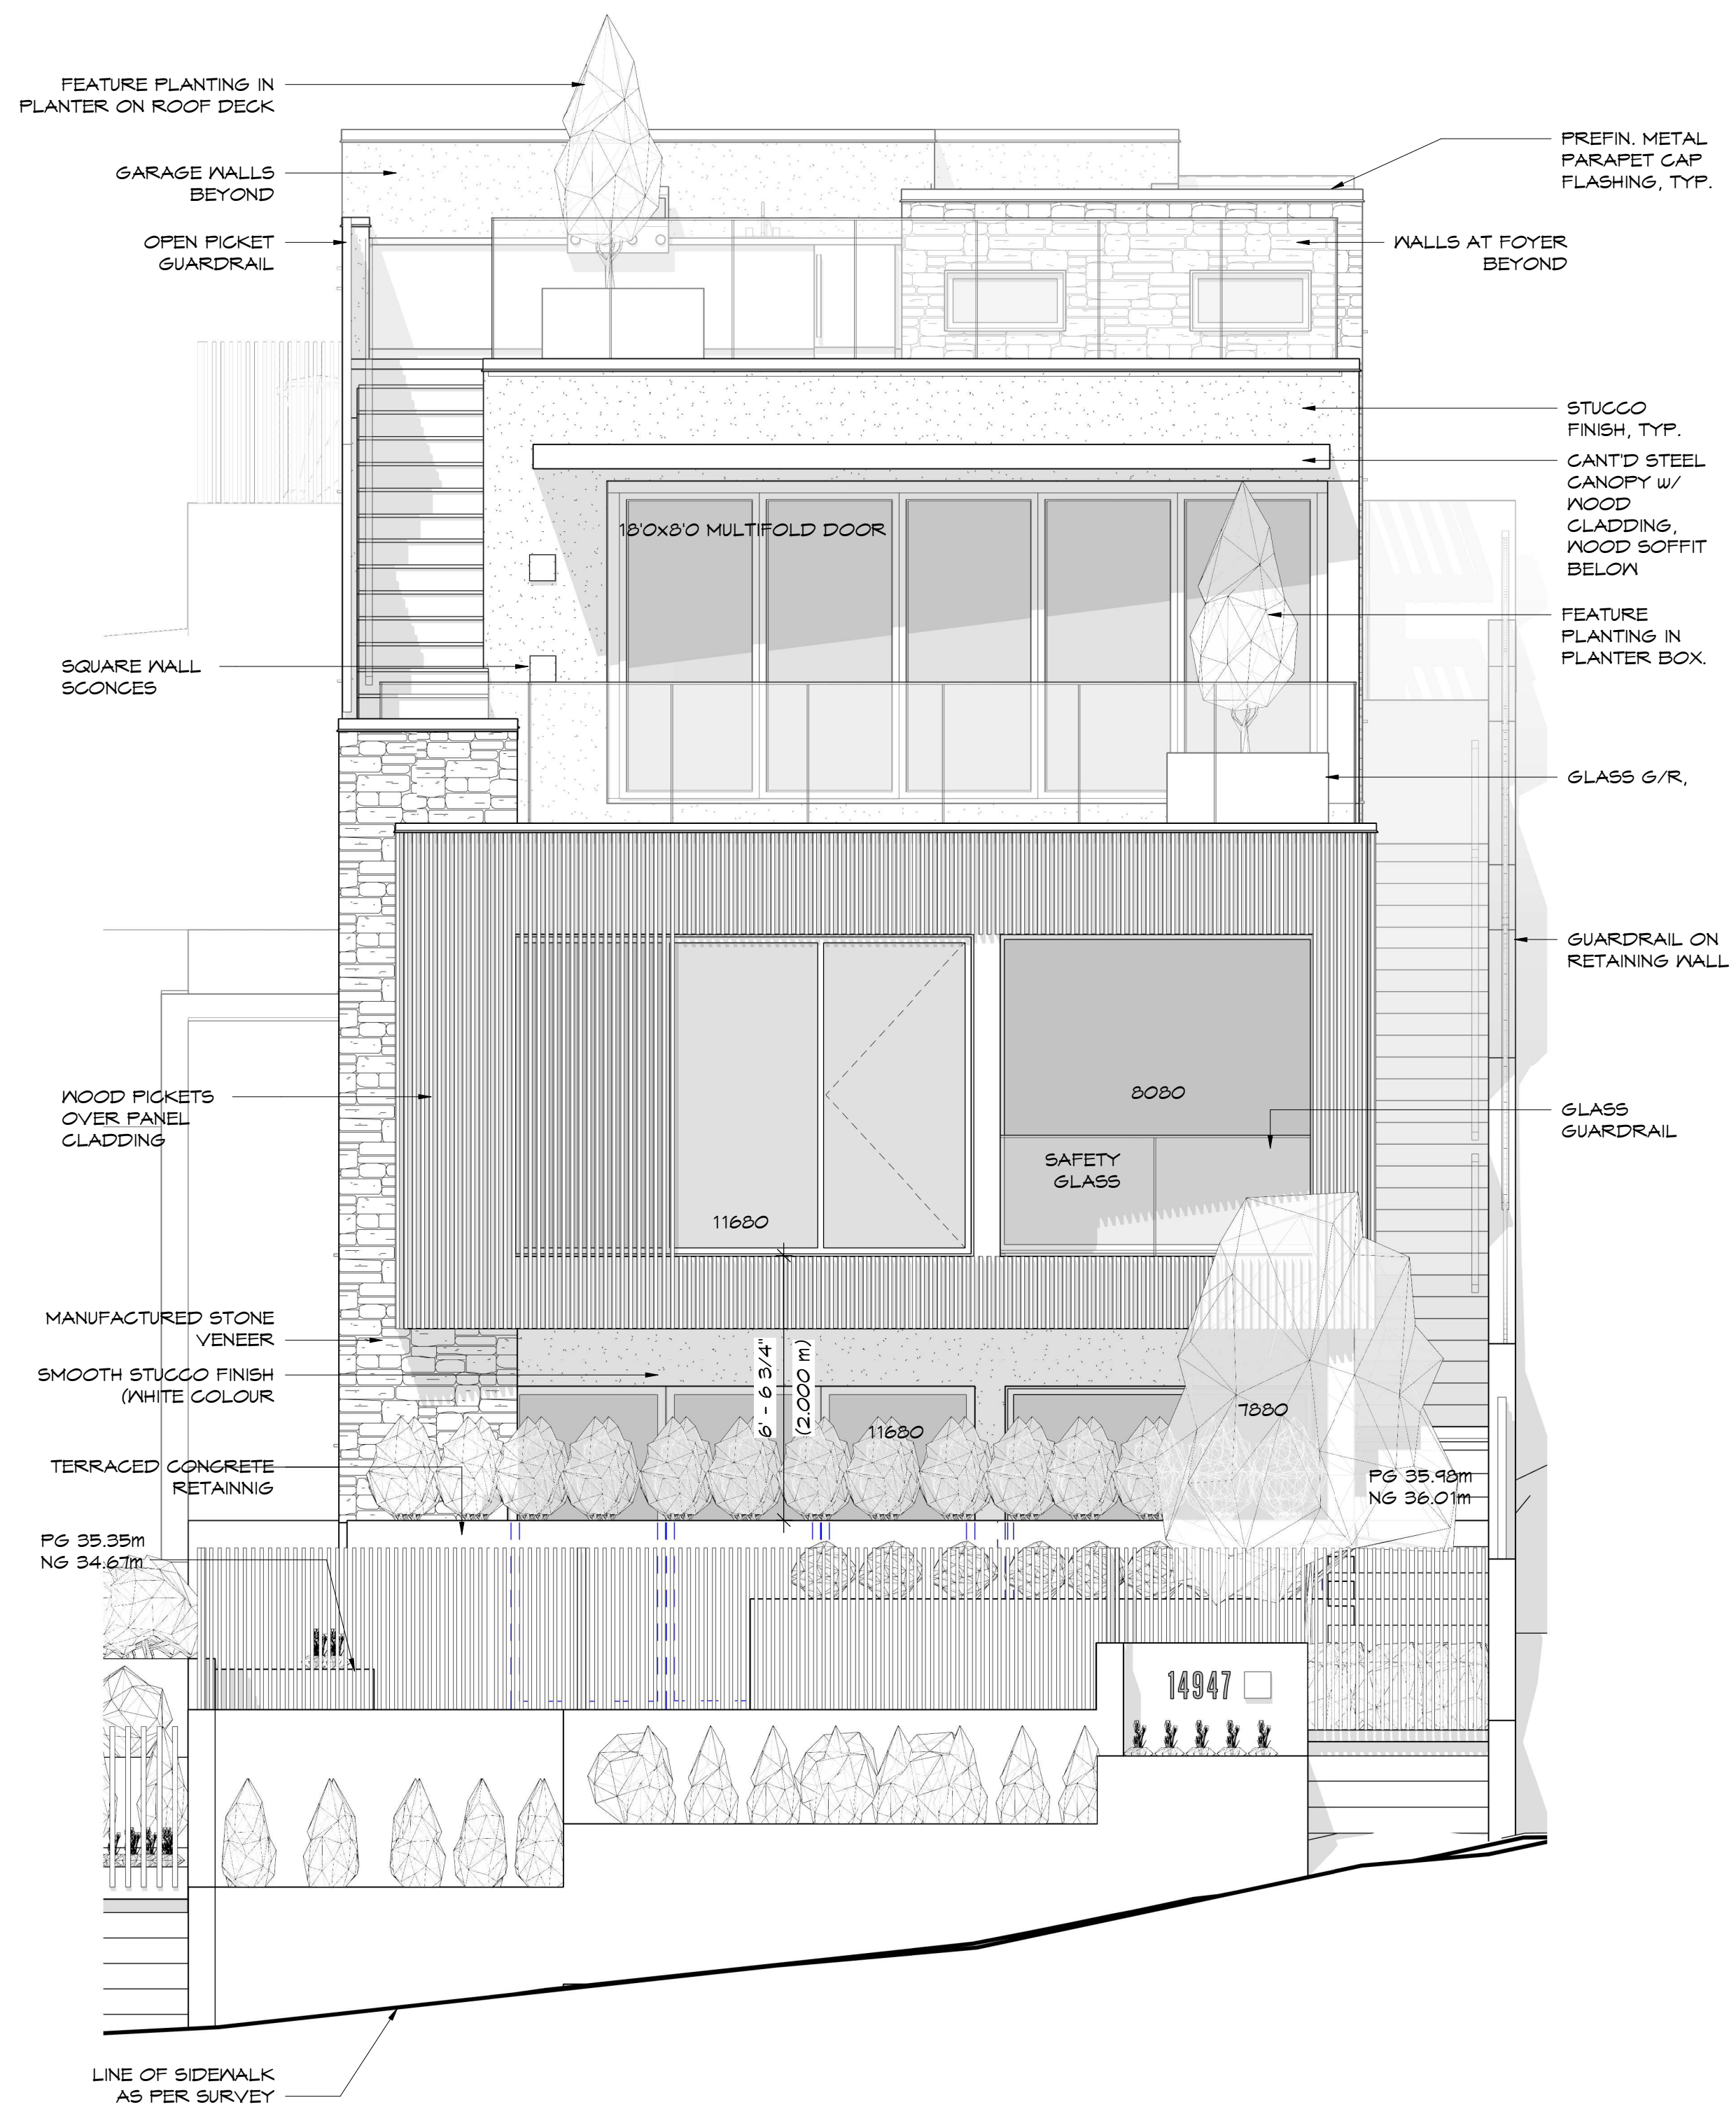 FEATURE PLANTING IN
PLANTER ON ROOF DECK
GARAGE WALLS
BEYOND
OPEN PICKET
GUARDRAIL
PREFIN. METAL
PARAPET CAP
FLASHING, TYP.
WALLS AT FOYER
BEYOND
STUCCO
FINISH, TYP.
CANT'D STEEL
CANOPY w/
WOOD
CLADDING,
WOOD SOFFIT
BELOW
18'0x8'0 MULTIFOLD DOOR
FEATURE
PLANTING IN
PLANTER BOX.
SQUARE WALL
SCONCES
GLASS G/R,
GUARDRAIL ON
RETAINING WALL
WOOD PICKETS
OVER PANEL
CLADDING
8080
GLASS
GUARDRAIL
SAFETY
GLASS
11680
MANUFACTURED STONE
VENEER
SMOOTH STUCCO FINISH
(WHITE COLOUR
6' - 6 3/4"
(2.000 m)
7880
11680
TERRACED CONCRETE
RETAINNIG
PG 35.98m
NG 36.01m
PG 35.35m
NG 34.67m
14947
LINE OF SIDEWALK
AS PER SURVEY